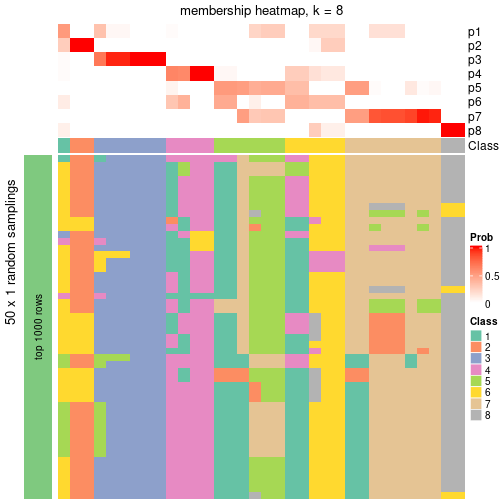 membership heatmap, k = 8
p1
p2
p3
p4
p5
p6
p7
p8
Class
50 x 1 random samplings
top 1000 rows
Prob
1
0.5
0
Class
1
2
3
4
5
6
7
8